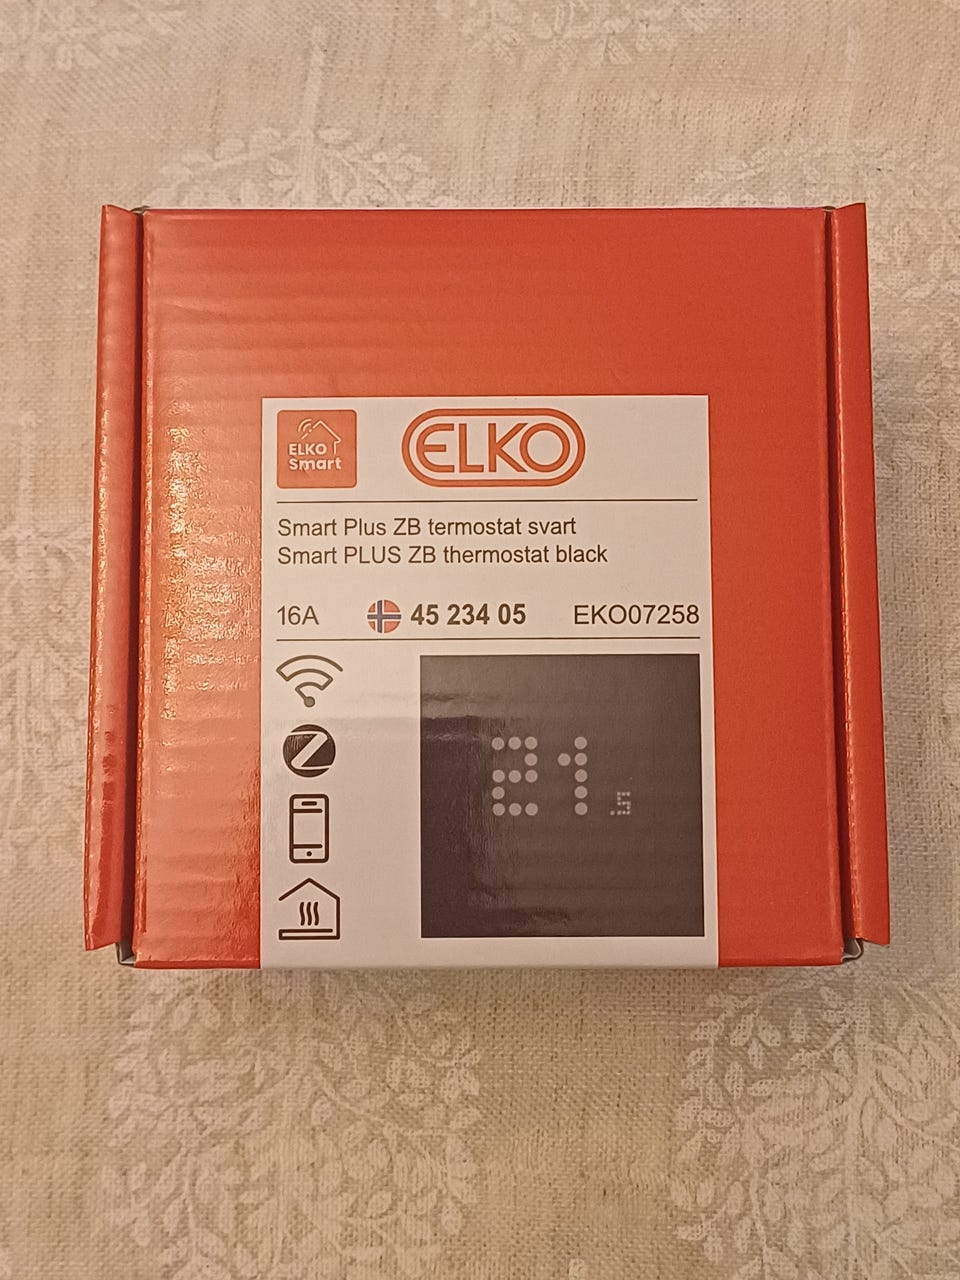 ELKO
Smart
ELKO
Smart Plus ZB termostat svart
Smart PLUS ZB thermostat black
16A 45 234 05 EKO07258
21.5